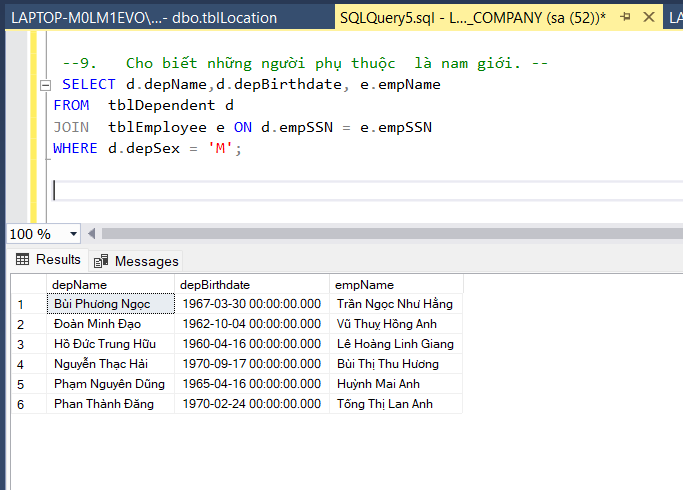 LAPTOP-M0LM1EVO\...- dbo.tblLocation SQLQuery5.sql - L..._COMPANY (sa (52))* LA
--9. Cho biết những người phụ thuộc là nam giới. --
SELECT d.depName,d.depBirthdate, e.empName
FROM tblDependent d
JOIN tblEmployee e ON d.empSSN = e.empSSN
WHERE d.depSex = 'M';
100 %
Results Messages
depName depBirthdate empName
1 Bùi Phương Ngọc 1967-03-30 00:00:00.000 Trần Ngọc Như Hằng
2 Đoàn Minh Đạo 1962-10-04 00:00:00.000 Vũ Thuỵ Hồng Anh
3 Hồ Đức Trung Hữu 1960-04-16 00:00:00.000 Lê Hoàng Linh Giang
4 Nguyễn Thạc Hải 1970-09-17 00:00:00.000 Bùi Thị Thu Hương
5 Phạm Nguyên Dũng 1965-04-16 00:00:00.000 Huỳnh Mai Anh
6 Phan Thành Đăng 1970-02-24 00:00:00.000 Tống Thị Lan Anh